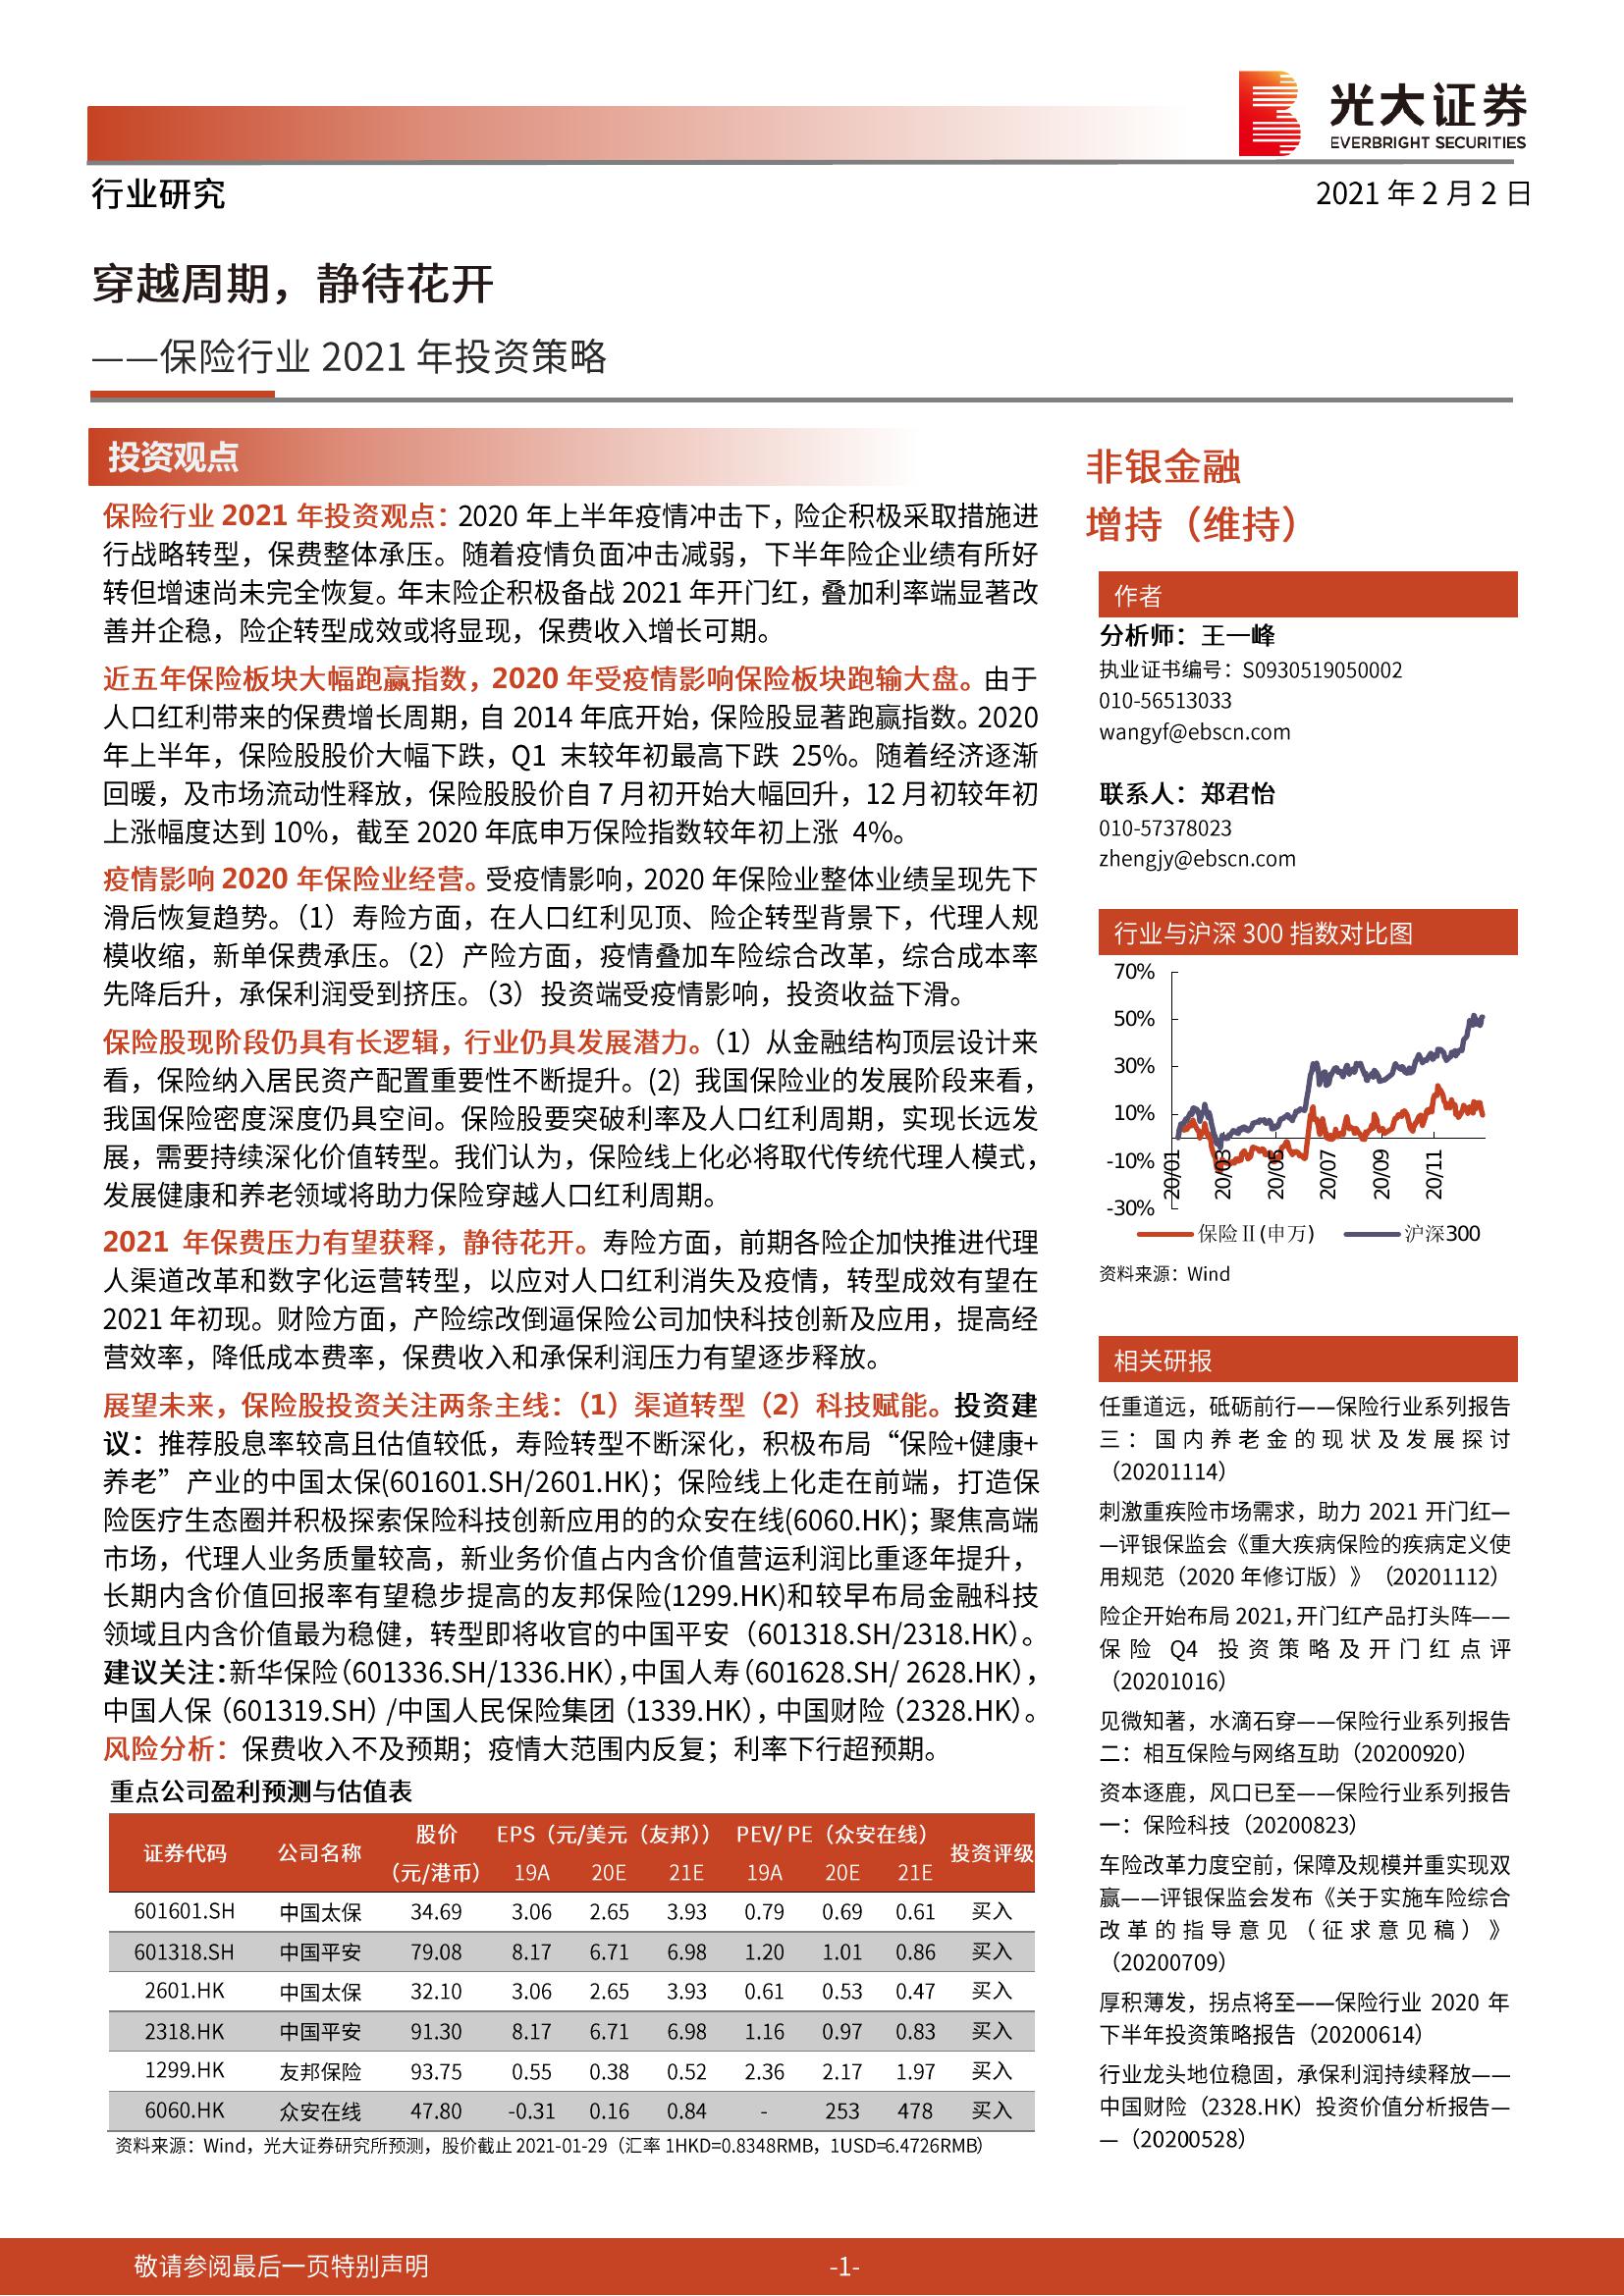 光大证券
EVERBRIGHT SECURITIES
行业研究
2021 年 2 月 2 日
穿越周期，静待花开
——保险行业 2021 年投资策略
投资观点
保险行业 2021 年投资观点：2020 年上半年疫情冲击下，险企积极采取措施进
行战略转型，保费整体承压。随着疫情负面冲击减弱，下半年险企业绩有所好
转但增速尚未完全恢复。年末险企积极备战 2021 年开门红，叠加利率端显著改
善并企稳，险企转型成效或将显现，保费收入增长可期。
近五年保险板块大幅跑赢指数，2020 年受疫情影响保险板块跑输大盘。由于
人口红利带来的保费增长周期，自 2014 年底开始，保险股显著跑赢指数。2020
年上半年，保险股股价大幅下跌，Q1 末较年初最高下跌 25%。随着经济逐渐
回暖，及市场流动性释放，保险股股价自 7 月初开始大幅回升，12 月初较年初
上涨幅度达到 10%，截至 2020 年底申万保险指数较年初上涨 4%。
疫情影响 2020 年保险业经营。受疫情影响，2020 年保险业整体业绩呈现先下
滑后恢复趋势。（1）寿险方面，在人口红利见顶、险企转型背景下，代理人规
模收缩，新单保费承压。（2）产险方面，疫情叠加车险综合改革，综合成本率
先降后升，承保利润受到挤压。（3）投资端受疫情影响，投资收益下滑。
保险股现阶段仍具有长逻辑，行业仍具发展潜力。（1）从金融结构顶层设计来
看，保险纳入居民资产配置重要性不断提升。(2) 我国保险业的发展阶段来看，
我国保险密度深度仍具空间。保险股要突破利率及人口红利周期，实现长远发
展，需要持续深化价值转型。我们认为，保险线上化必将取代传统代理人模式，
发展健康和养老领域将助力保险穿越人口红利周期。
2021 年保费压力有望获释，静待花开。寿险方面，前期各险企加快推进代理
人渠道改革和数字化运营转型，以应对人口红利消失及疫情，转型成效有望在
2021 年初现。财险方面，产险综改倒逼保险公司加快科技创新及应用，提高经
营效率，降低成本费率，保费收入和承保利润压力有望逐步释放。
展望未来，保险股投资关注两条主线：（1）渠道转型（2）科技赋能。投资建
议：推荐股息率较高且估值较低，寿险转型不断深化，积极布局“保险+健康+
养老”产业的中国太保(601601.SH/2601.HK)；保险线上化走在前端，打造保
险医疗生态圈并积极探索保险科技创新应用的的众安在线(6060.HK)；聚焦高端
市场，代理人业务质量较高，新业务价值占内含价值营运利润比重逐年提升，
长期内含价值回报率有望稳步提高的友邦保险(1299.HK)和较早布局金融科技
领域且内含价值最为稳健，转型即将收官的中国平安（601318.SH/2318.HK）。
建议关注：新华保险（601336.SH/1336.HK），中国人寿（601628.SH/ 2628.HK），
中国人保（601319.SH）/中国人民保险集团（1339.HK），中国财险（2328.HK）。
风险分析：保费收入不及预期；疫情大范围内反复；利率下行超预期。
重点公司盈利预测与估值表
证券代码 公司名称 股价（元/港币） EPS（元/美元（友邦）） PEV/ PE（众安在线） 投资评级
19A 20E 21E 19A 20E 21E
601601.SH 中国太保 34.69 3.06 2.65 3.93 0.79 0.69 0.61 买入
601318.SH 中国平安 79.08 8.17 6.71 6.98 1.20 1.01 0.86 买入
2601.HK 中国太保 32.10 3.06 2.65 3.93 0.61 0.53 0.47 买入
2318.HK 中国平安 91.30 8.17 6.71 6.98 1.16 0.97 0.83 买入
1299.HK 友邦保险 93.75 0.55 0.38 0.52 2.36 2.17 1.97 买入
6060.HK 众安在线 47.80 -0.31 0.16 0.84 - 253 478 买入
资料来源：Wind，光大证券研究所预测，股价截止 2021-01-29（汇率 1HKD=0.8348RMB，1USD=6.4726RMB）
非银金融
增持（维持）
作者
分析师：王一峰
执业证书编号：S0930519050002
010-56513033
wangyf@ebscn.com
联系人：郑君怡
010-57378023
zhengjy@ebscn.com
行业与沪深 300 指数对比图
70%
50%
30%
10%
-10%
-30%
20/01 20/03 20/05 20/07 20/09 20/11
保险Ⅱ(申万) 沪深300
资料来源：Wind
相关研报
任重道远，砥砺前行——保险行业系列报告
三：国内养老金的现状及发展探讨
（20201114）
刺激重疾险市场需求，助力 2021 开门红—
—评银保监会《重大疾病保险的疾病定义使
用规范（2020 年修订版）》（20201112）
险企开始布局 2021,开门红产品打头阵——
保险 Q4 投资策略及开门红点评
（20201016）
见微知著，水滴石穿——保险行业系列报告
二：相互保险与网络互助（20200920）
资本逐鹿，风口已至——保险行业系列报告
一：保险科技（20200823）
车险改革力度空前，保障及规模并重实现双
赢——评银保监会发布《关于实施车险综合
改革的指导意见（征求意见稿）》
（20200709）
厚积薄发，拐点将至——保险行业 2020 年
下半年投资策略报告（20200614）
行业龙头地位稳固，承保利润持续释放——
中国财险（2328.HK）投资价值分析报告—
—（20200528）
敬请参阅最后一页特别声明
-1-